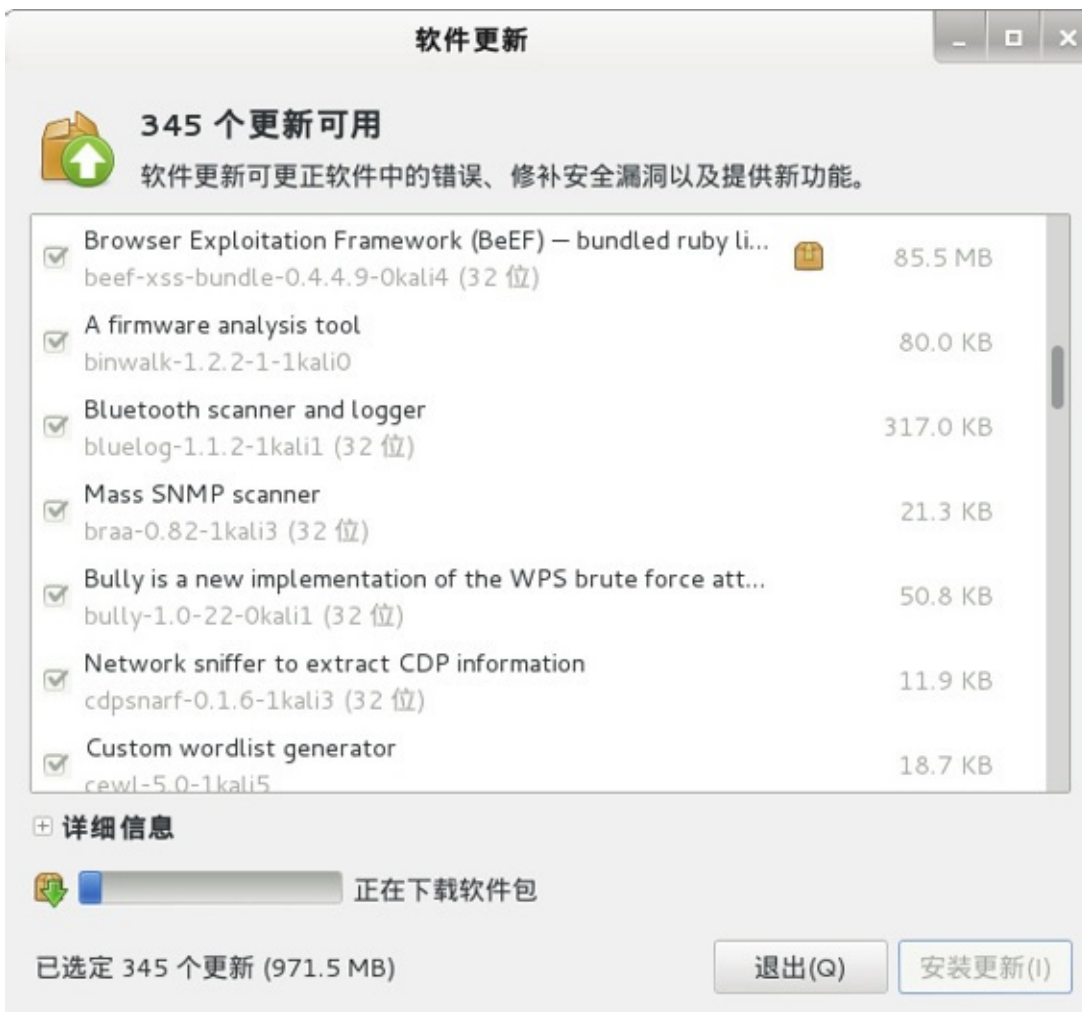 软件更新
345 个更新可用
软件更新可更正软件中的错误、修补安全漏洞以及提供新功能。
Browser Exploitation Framework (BeEF) — bundled ruby li... 85.5 MB
beef-xss-bundle-0.4.4.9-0kali4 (32 位)
A firmware analysis tool 80.0 KB
binwalk-1.2.2-1-1kali0
Bluetooth scanner and logger 317.0 KB
bluelog-1.1.2-1kali1 (32 位)
Mass SNMP scanner 21.3 KB
braa-0.82-1kali3 (32 位)
Bully is a new implementation of the WPS brute force att... 50.8 KB
bully-1.0-22-0kali1 (32 位)
Network sniffer to extract CDP information 11.9 KB
cdpsnarf-0.1.6-1kali3 (32 位)
Custom wordlist generator 18.7 KB
cewl-5.0-1kali5
详细信息
正在下载软件包
已选定 345 个更新 (971.5 MB) 退出(Q) 安装更新(I)